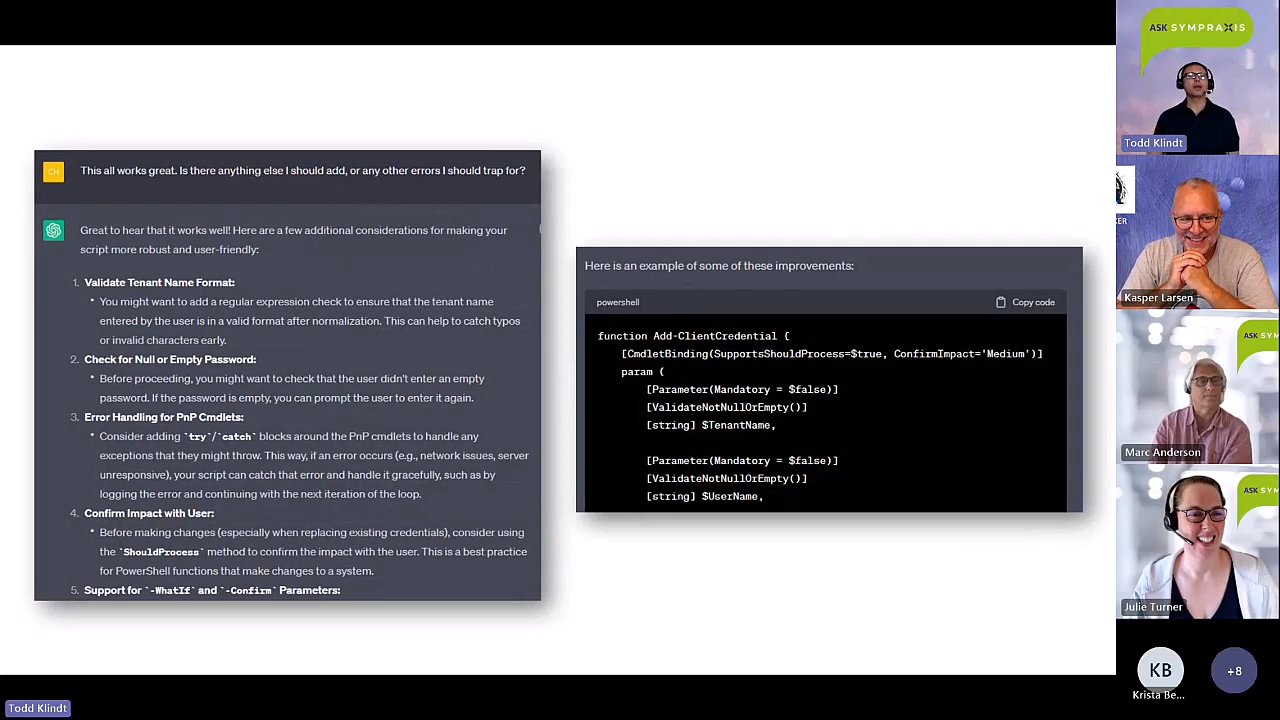 CH
This all works great. Is there anything else I should add, or any other errors I should trap for?
Great to hear that it works well! Here are a few additional considerations for making your
script more robust and user-friendly:
1. Validate Tenant Name Format:
• You might want to add a regular expression check to ensure that the tenant name
entered by the user is in a valid format after normalization. This can help to catch typos
or invalid characters early.
2. Check for Null or Empty Password:
• Before proceeding, you might want to check that the user didn't enter an empty
password. If the password is empty, you can prompt the user to enter it again.
3. Error Handling for PnP Cmdlets:
• Consider adding `try`/`catch` blocks around the PnP cmdlets to handle any
exceptions that they might throw. This way, if an error occurs (e.g., network issues, server
unresponsive), your script can catch that error and handle it gracefully, such as by
logging the error and continuing with the next iteration of the loop.
4. Confirm Impact with User:
• Before making changes (especially when replacing existing credentials), consider using
the `ShouldProcess` method to confirm the impact with the user. This is a best practice
for PowerShell functions that make changes to a system.
5. Support for `-WhatIf` and `-Confirm` Parameters:
Here is an example of some of these improvements:
powershell
Copy code
function Add-ClientCredential {
[CmdletBinding(SupportsShouldProcess=$true, ConfirmImpact='Medium')]
param (
[Parameter(Mandatory = $false)]
[ValidateNotNullOrEmpty()]
[string] $TenantName,
[Parameter(Mandatory = $false)]
[ValidateNotNullOrEmpty()]
[string] $UserName,
ASK SYMPRAXIS
Todd Klindt
KER
Kasper Larsen
ASK SY
Marc Anderson
ASK SYM
Julie Turner
KB
Krista Be...
+8
Todd Klindt